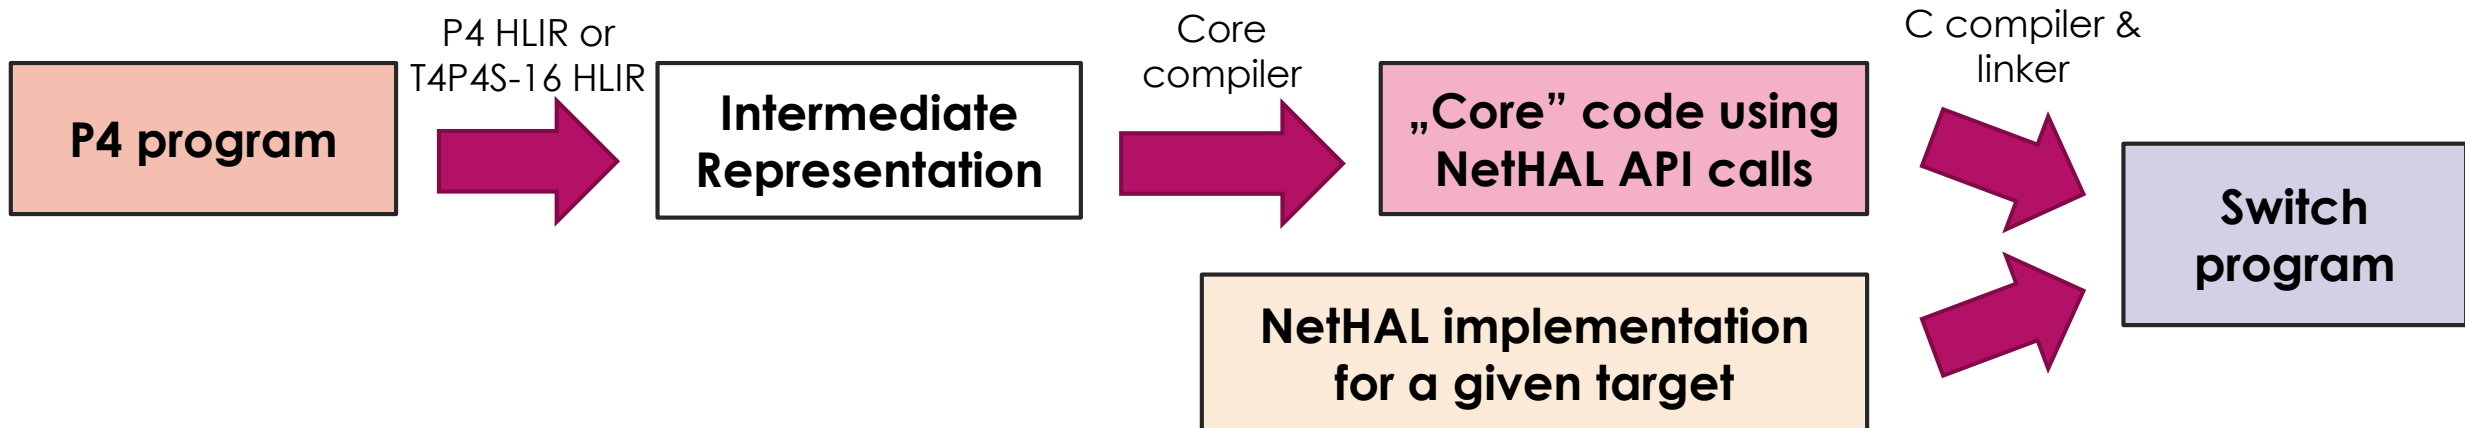 P4 program
P4 HLIR or
T4P4S-16 HLIR
Intermediate
Representation
Core
compiler
„Core” code using
NetHAL API calls
C compiler &
linker
NetHAL implementation
for a given target
Switch
program